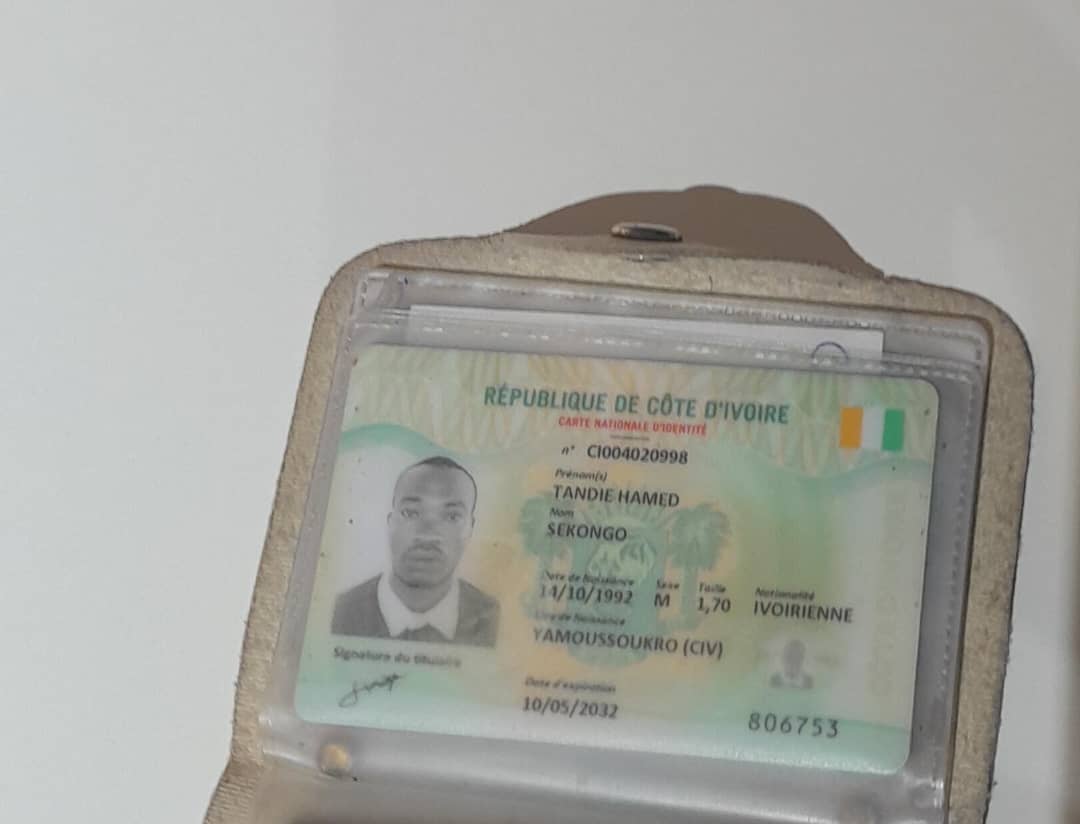 RÉPUBLIQUE DE CÔTE D'IVOIRE
CARTE NATIONALE D'IDENTITÉ
n° CI004020998
Prénom(s)
TANDIE HAMED
Nom
SEKONGO
Date de Naissance Sexe Taille Nationalité
14/10/1992 M 1,70 IVOIRIENNE
Lieu de Naissance
YAMOUSSOUKRO (CIV)
Signature du titulaire
Date d'expiration
10/05/2032
806753